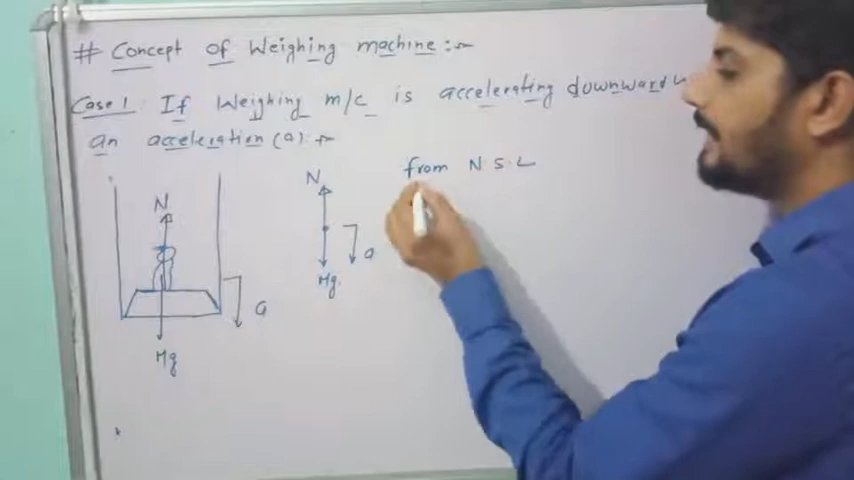 # Concept of Weighing machine :-
Case 1 : If Weighing m/c is accelerating downward
an acceleration (a) :-
from N S.L
N
N
a
Mg.
a
Mg